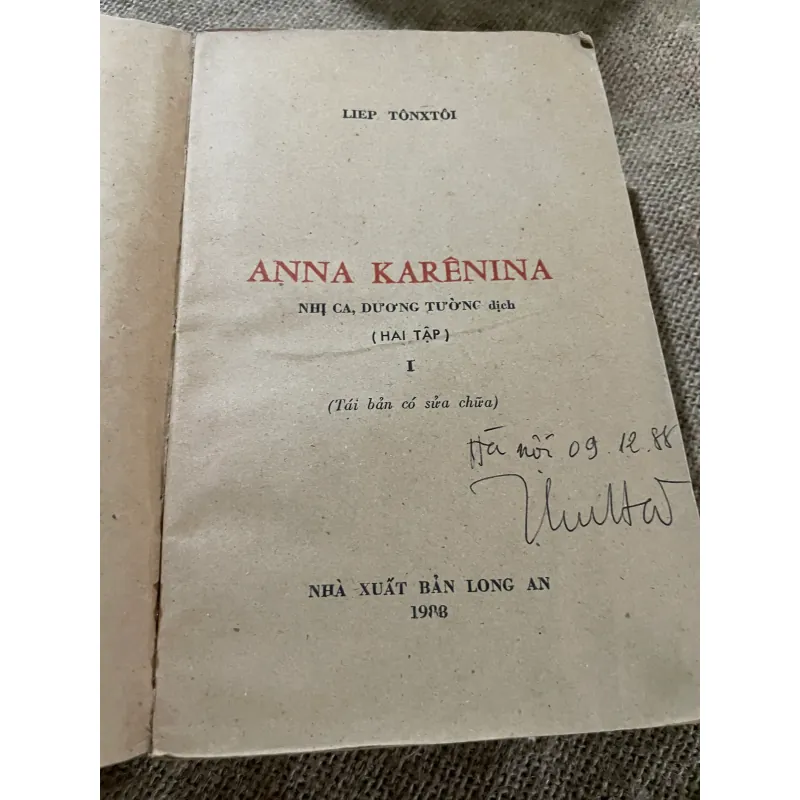 LIEP TÔNXTÔI
ANNA KARÊNINA
NHỊ CA, DƯƠNG TƯỜNG dịch
(HAI TẬP)
I
(Tái bản có sửa chữa)
Hà nội 09.12.88
NHÀ XUẤT BẢN LONG AN
1988